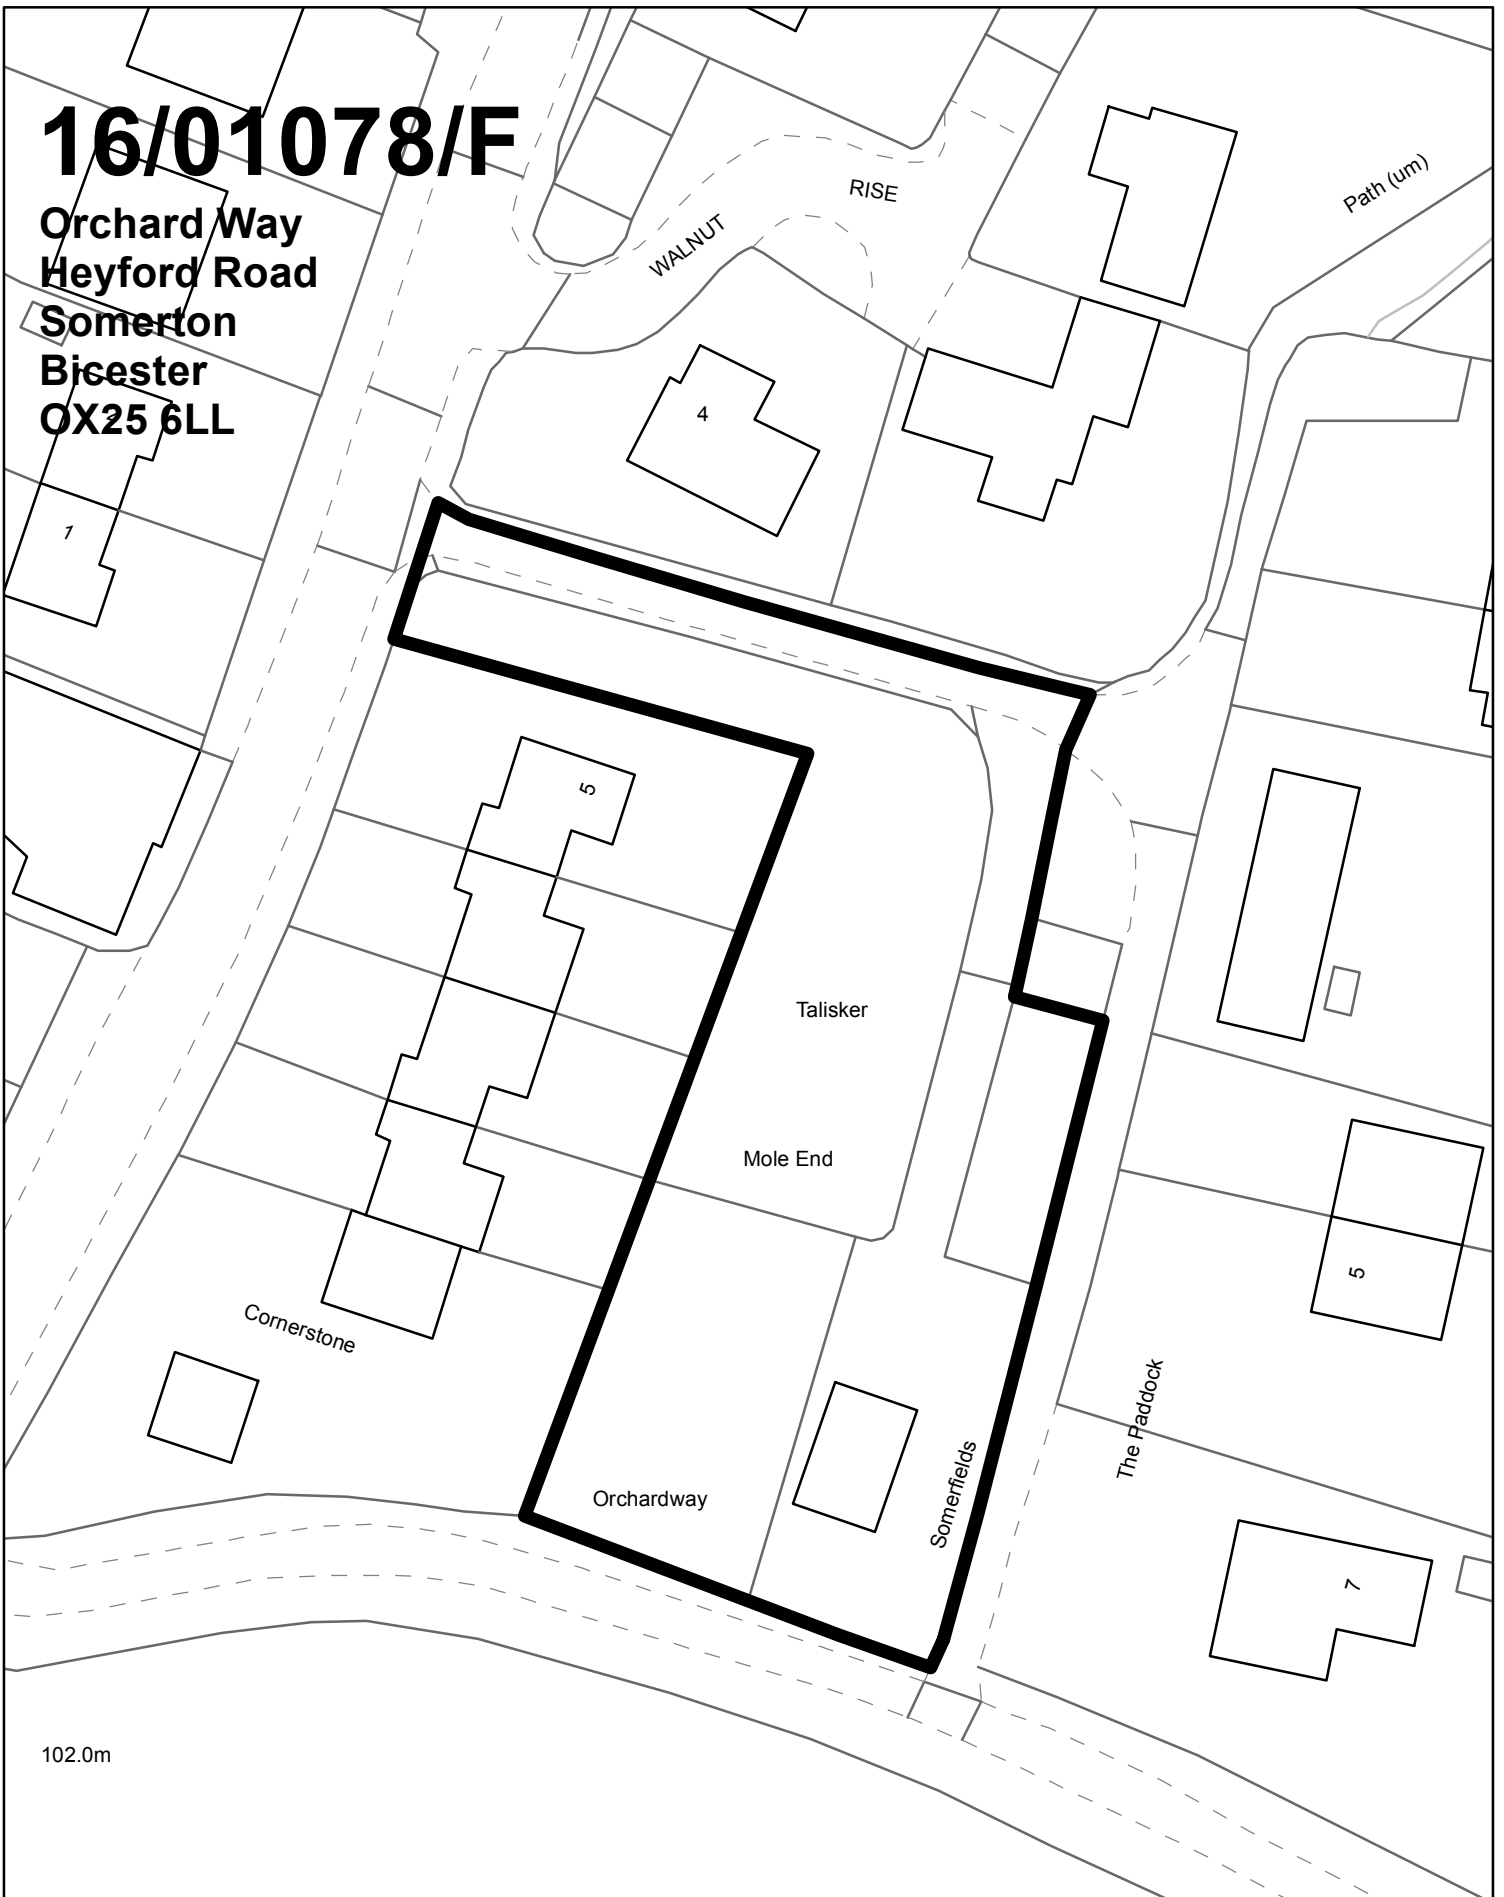 16/01078/F
Orchard Way
Heyford Road
Somerton
Bicester
OX25 6LL
RISE
WALNUT
Path (um)
4
2
1
5
Talisker
Mole End
Cornerstone
5
The Paddock
Somerfields
Orchardway
7
102.0m